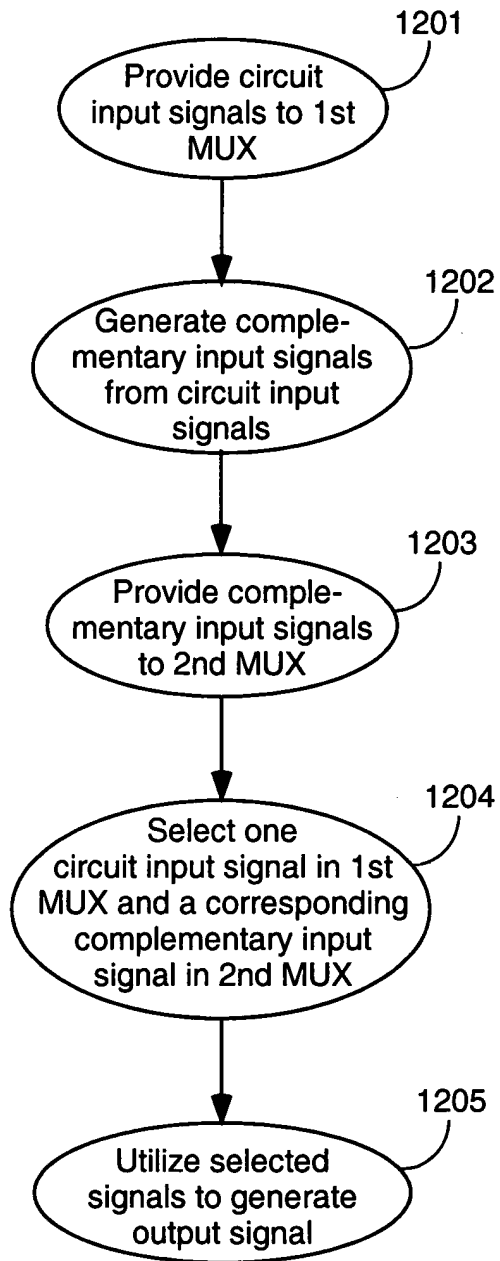 1201
Provide circuit
input signals to 1st
MUX
1202
Generate comple-
mentary input signals
from circuit input
signals
1203
Provide comple-
mentary input signals
to 2nd MUX
1204
Select one
circuit input signal in 1st
MUX and a corresponding
complementary input
signal in 2nd MUX
1205
Utilize selected
signals to generate
output signal